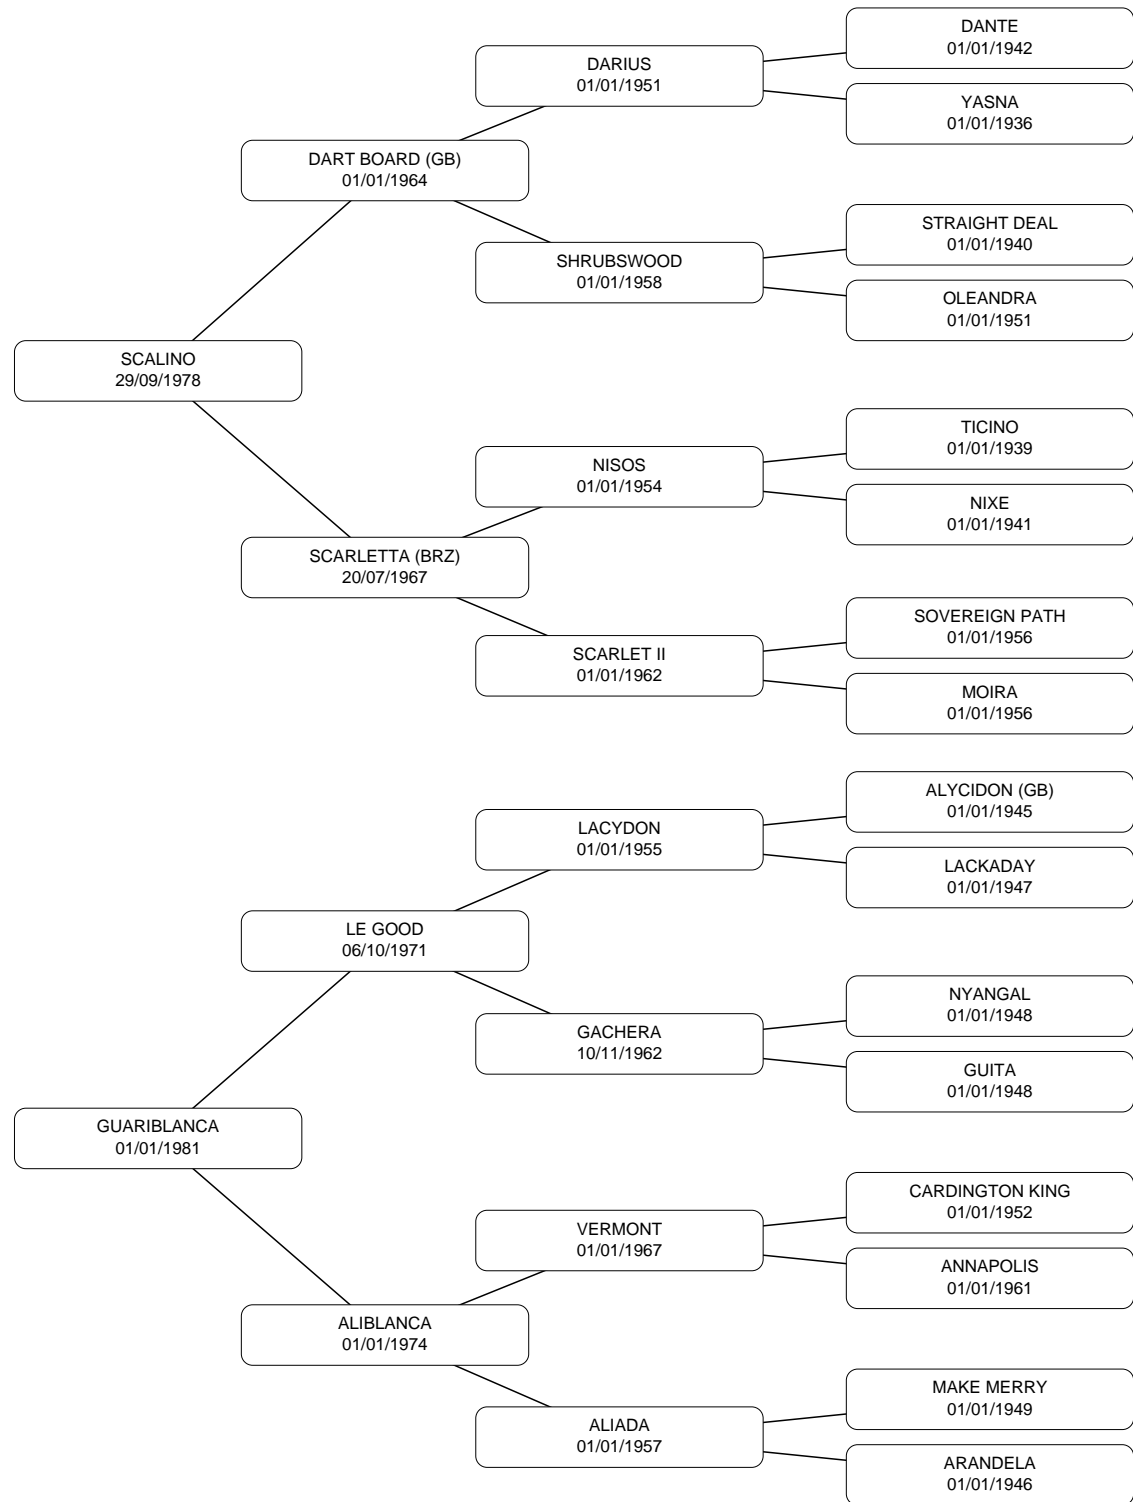 DANTE
01/01/1942
DARIUS
01/01/1951
YASNA
01/01/1936
DART BOARD (GB)
01/01/1964
STRAIGHT DEAL
01/01/1940
SHRUBSWOOD
01/01/1958
OLEANDRA
01/01/1951
SCALINO
29/09/1978
TICINO
01/01/1939
NISOS
01/01/1954
NIXE
01/01/1941
SCARLETTA (BRZ)
20/07/1967
SOVEREIGN PATH
01/01/1956
SCARLET II
01/01/1962
MOIRA
01/01/1956
ALYCIDON (GB)
01/01/1945
LACYDON
01/01/1955
LACKADAY
01/01/1947
LE GOOD
06/10/1971
NYANGAL
01/01/1948
GACHERA
10/11/1962
GUITA
01/01/1948
GUARIBLANCA
01/01/1981
CARDINGTON KING
01/01/1952
VERMONT
01/01/1967
ANNAPOLIS
01/01/1961
ALIBLANCA
01/01/1974
MAKE MERRY
01/01/1949
ALIADA
01/01/1957
ARANDELA
01/01/1946